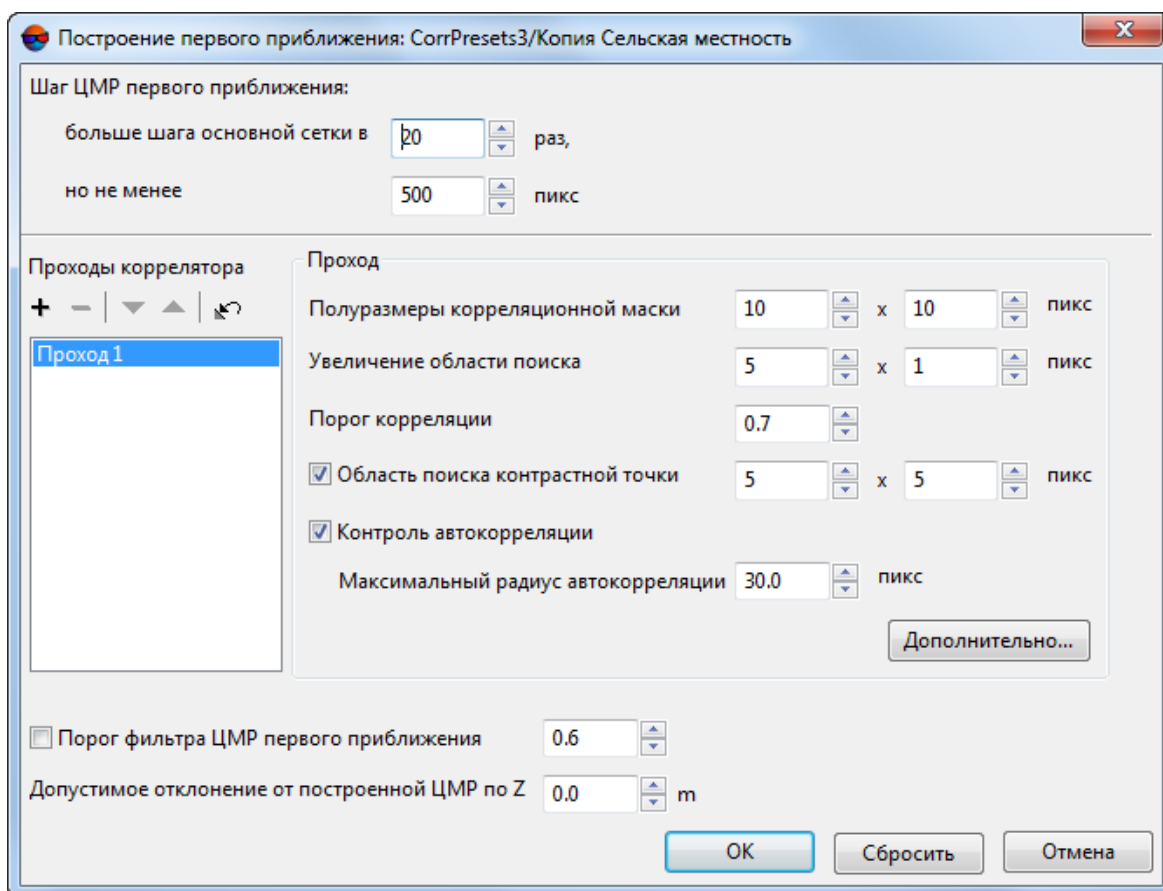 Построение первого приближения: CorrPresets3/Копия Сельская местность
Шаг ЦМР первого приближения:
больше шага основной сетки в 20 раз,
но не менее 500 пикс
Проходы коррелятора
Проход 1
Проход
Полуразмеры корреляционной маски 10 x 10 пикс
Увеличение области поиска 5 x 1 пикс
Порог корреляции 0.7
Область поиска контрастной точки 5 x 5 пикс
Контроль автокорреляции
Максимальный радиус автокорреляции 30.0 пикс
Дополнительно...
Порог фильтра ЦМР первого приближения 0.6
Допустимое отклонение от построенной ЦМР по Z 0.0 m
OK Сбросить Отмена